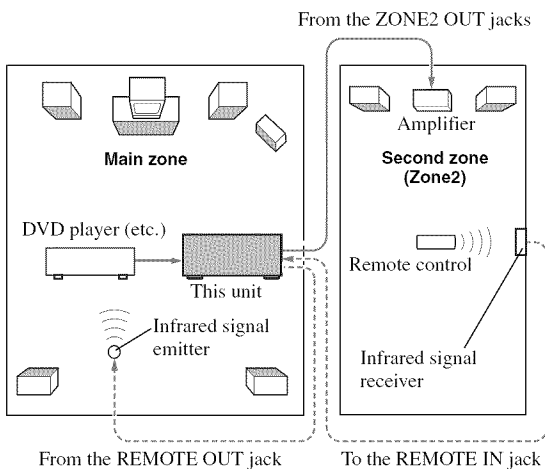 From the ZONE2 OUT jacks
Main zone
Amplifier
Second zone
(Zone2)
DVD player (etc.)
This unit
Remote control
Infrared signal
emitter
Infrared signal
receiver
From the REMOTE OUT jack
To the REMOTE IN jack